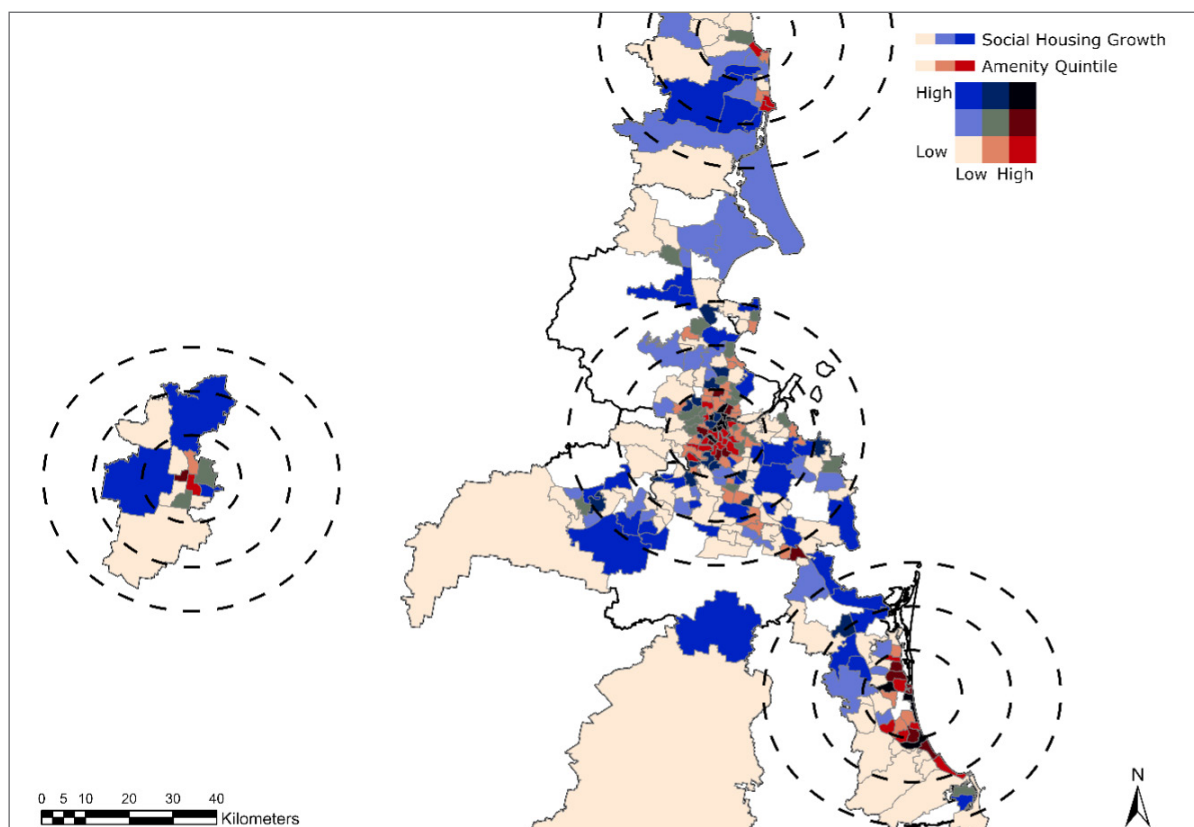 Social Housing Growth
Amenity Quintile
High
Low
Low High
0 5 10 20 30 40
Kilometers
N